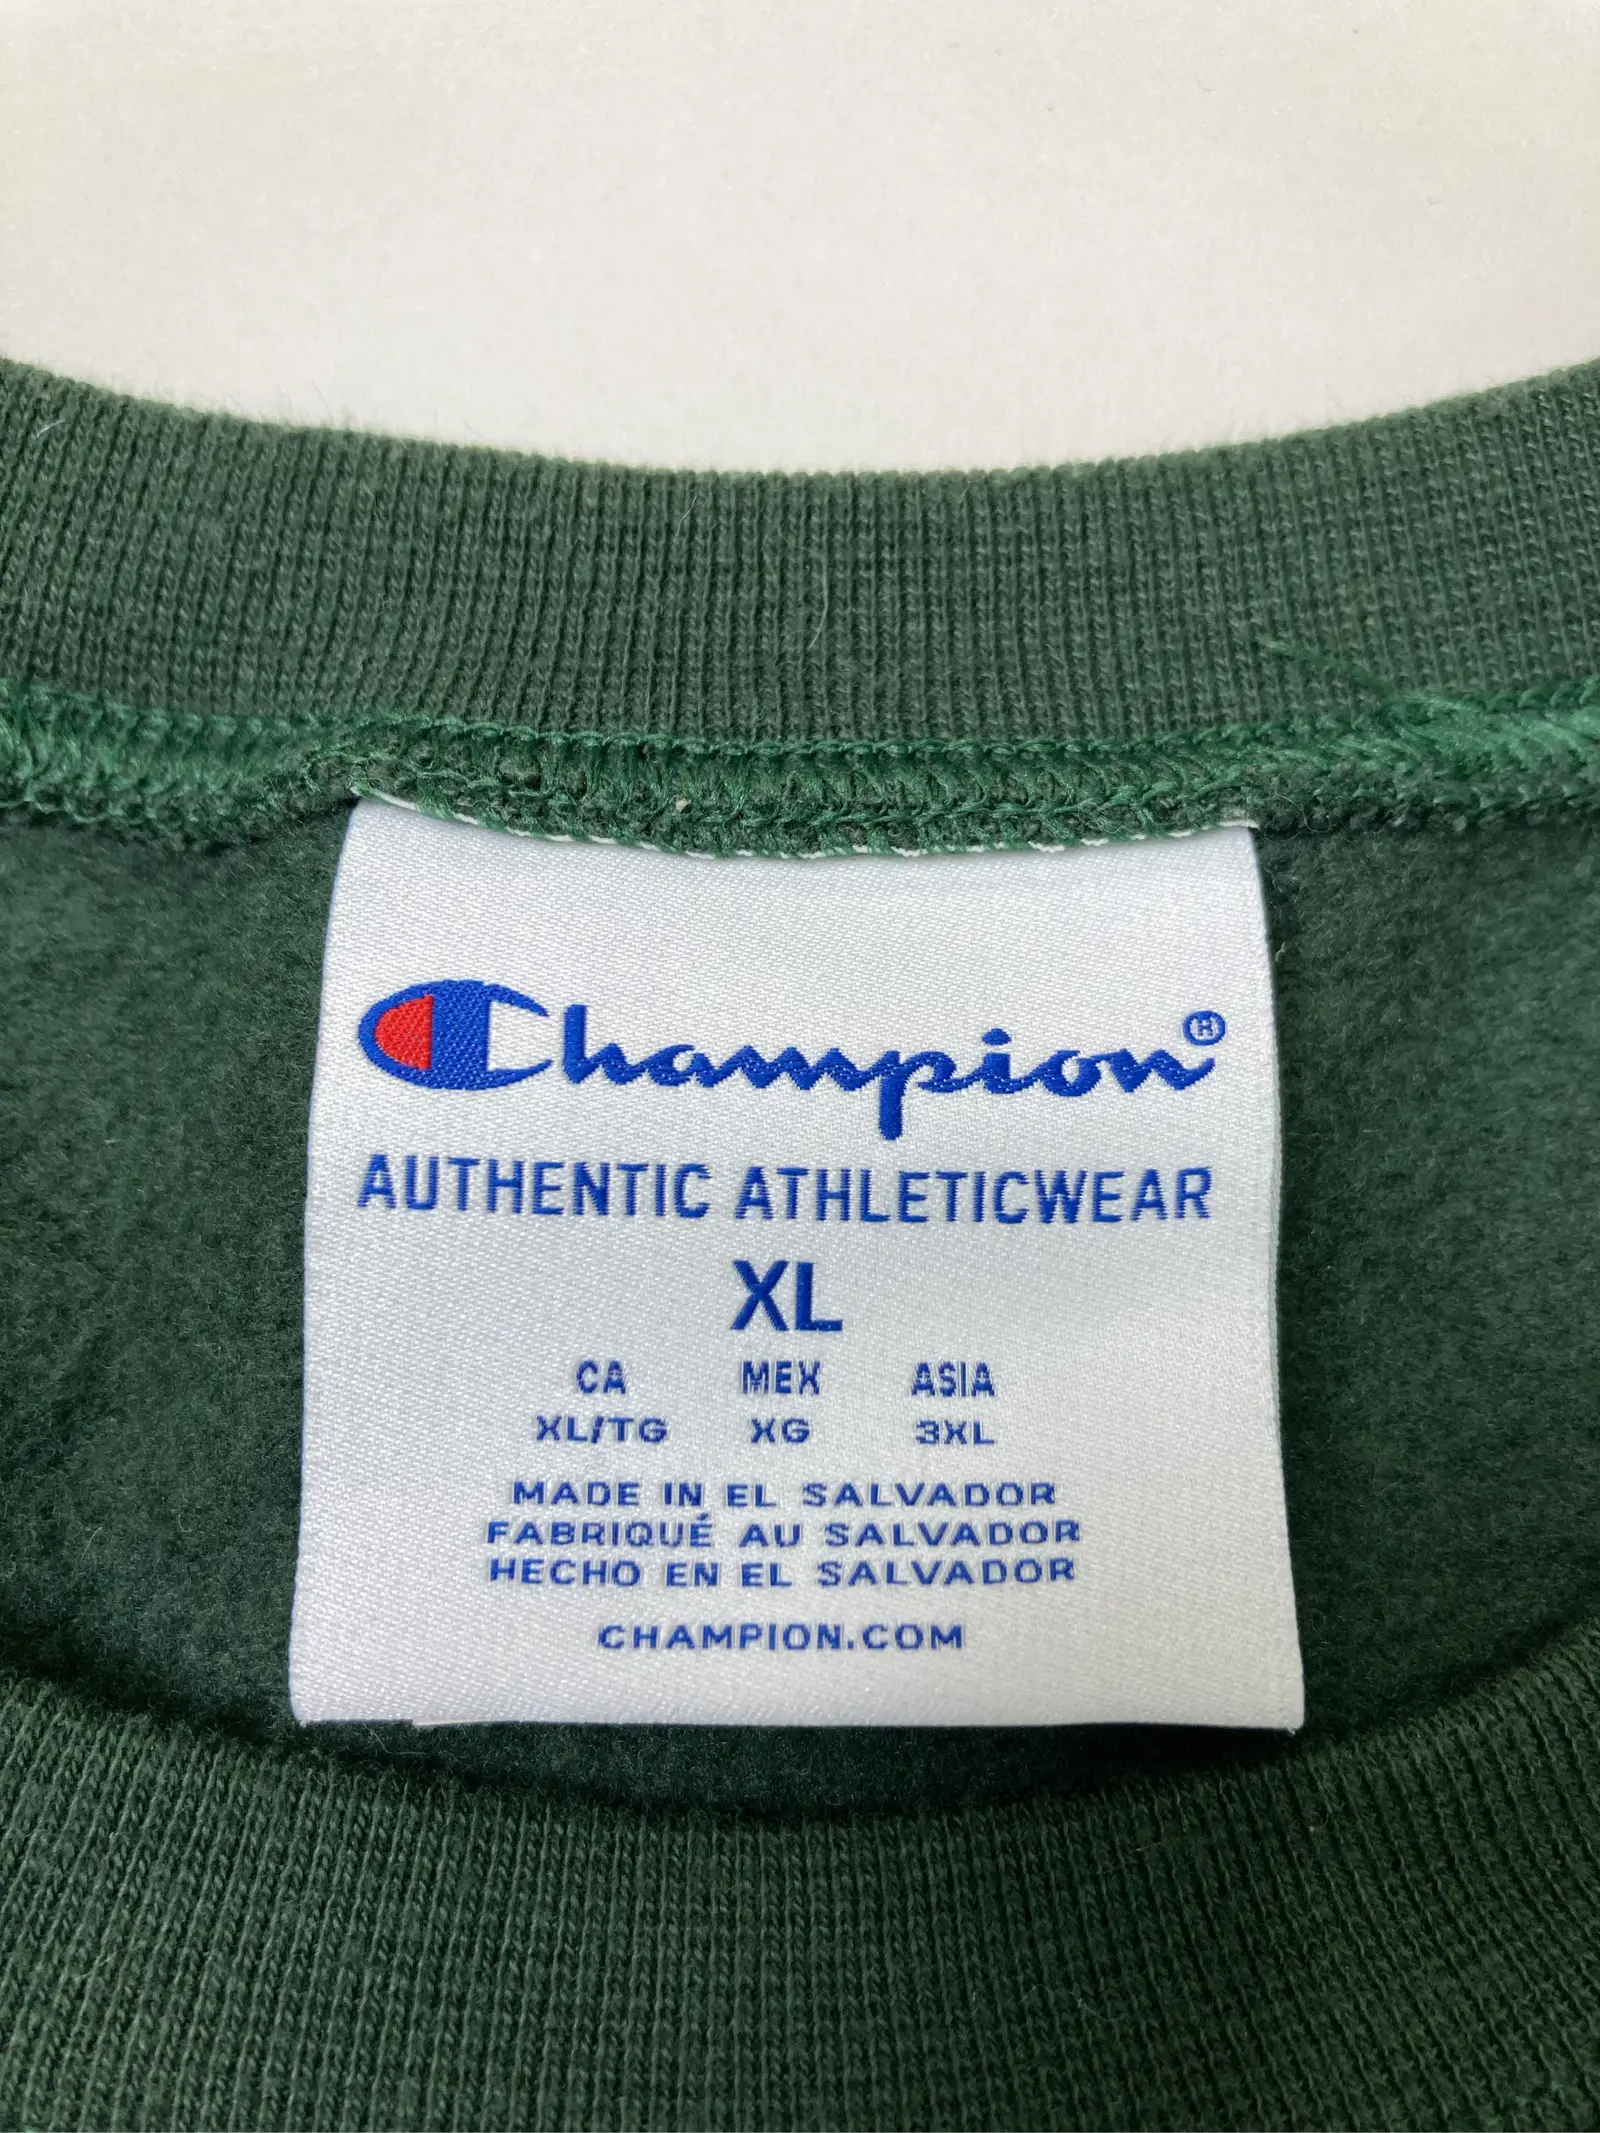 Champion®
AUTHENTIC ATHLETICWEAR
XL
CA MEX ASIA
XL/TG XG 3XL
MADE IN EL SALVADOR
FABRIQUÉ AU SALVADOR
HECHO EN EL SALVADOR
CHAMPION.COM